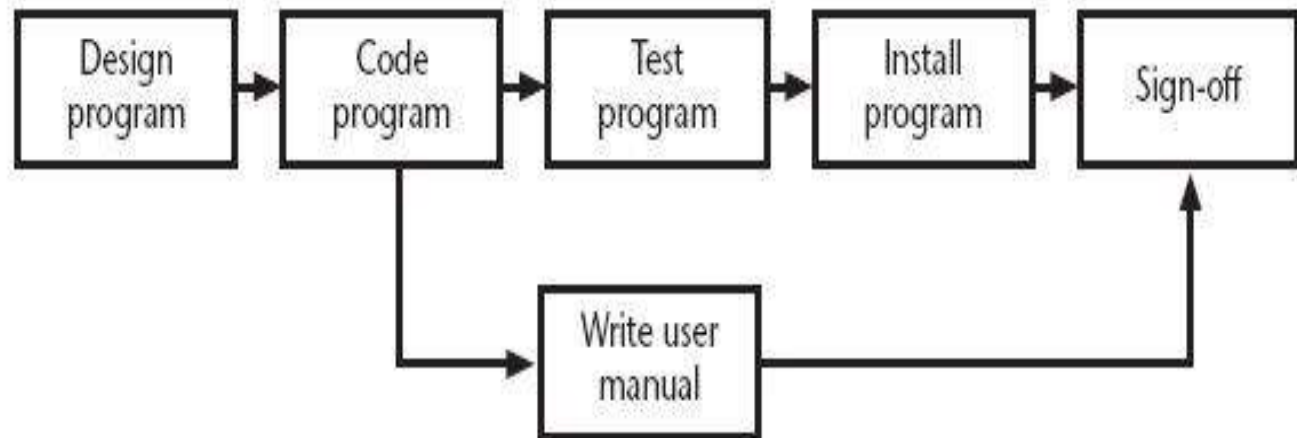 Design
program
Code
program
Test
program
Install
program
Sign-off
Write user
manual